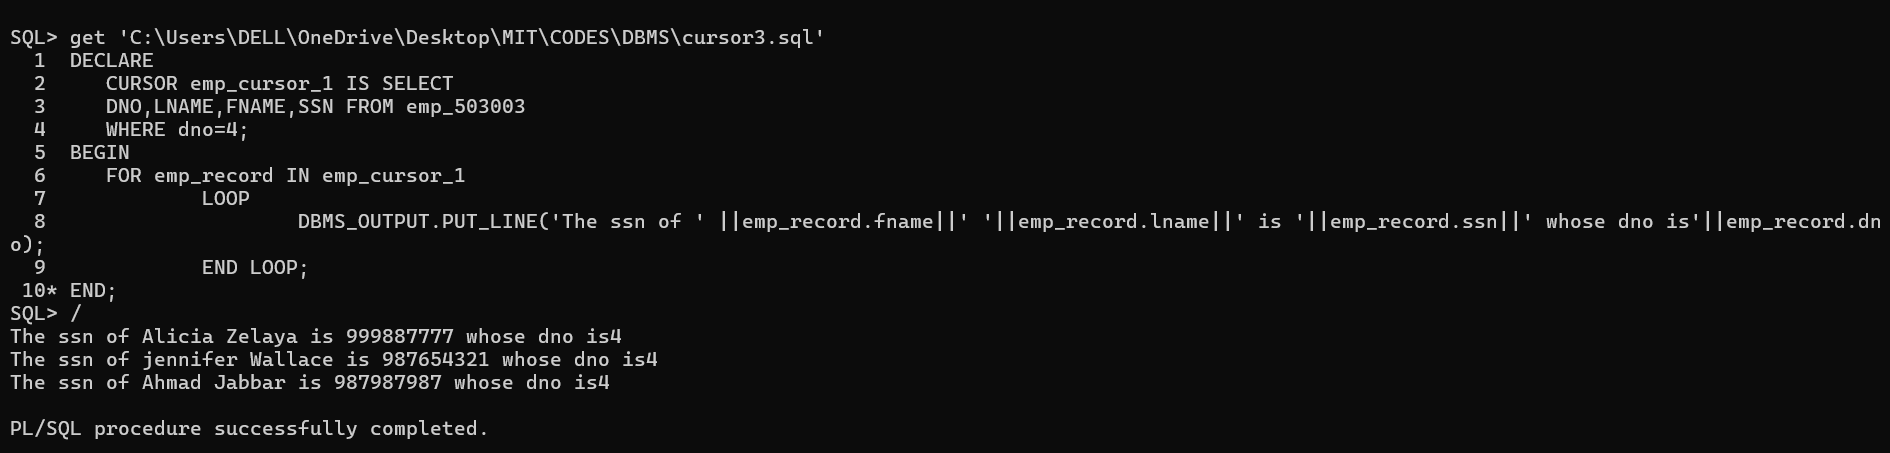 SQL> get 'C:\Users\DELL\OneDrive\Desktop\MIT\CODES\DBMS\cursor3.sql'
  1  DECLARE
  2     CURSOR emp_cursor_1 IS SELECT
  3     DNO,LNAME,FNAME,SSN FROM emp_503003
  4     WHERE dno=4;
  5  BEGIN
  6     FOR emp_record IN emp_cursor_1
  7             LOOP
  8                     DBMS_OUTPUT.PUT_LINE('The ssn of ' ||emp_record.fname||' '||emp_record.lname||' is '||emp_record.ssn||' whose dno is'||emp_record.dn
o);
  9             END LOOP;
 10* END;
SQL> /
The ssn of Alicia Zelaya is 999887777 whose dno is4
The ssn of jennifer Wallace is 987654321 whose dno is4
The ssn of Ahmad Jabbar is 987987987 whose dno is4

PL/SQL procedure successfully completed.